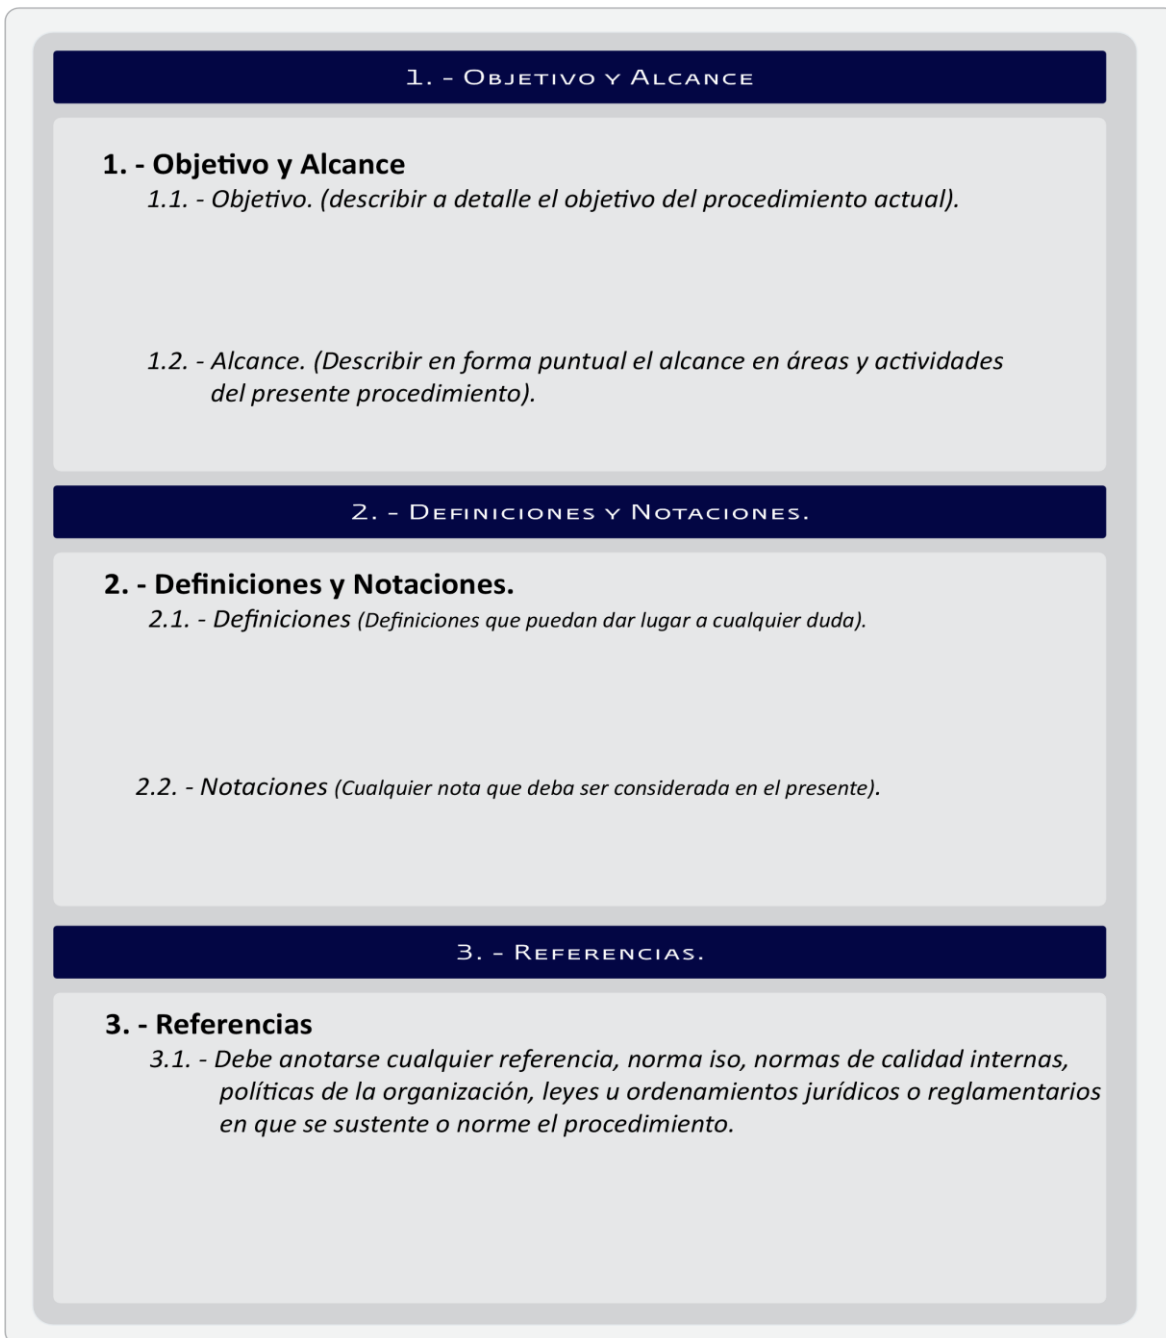 1. - Objetivo y Alcance
1. - Objetivo y Alcance
1.1. - Objetivo. (describir a detalle el objetivo del procedimiento actual).
1.2. - Alcance. (Describir en forma puntual el alcance en áreas y actividades
del presente procedimiento).
2. - Definiciones y Notaciones.
2. - Definiciones y Notaciones.
2.1. - Definiciones (Definiciones que puedan dar lugar a cualquier duda).
2.2. - Notaciones (Cualquier nota que deba ser considerada en el presente).
3. - Referencias.
3. - Referencias
3.1. - Debe anotarse cualquier referencia, norma iso, normas de calidad internas,
políticas de la organización, leyes u ordenamientos jurídicos o reglamentarios
en que se sustente o norme el procedimiento.